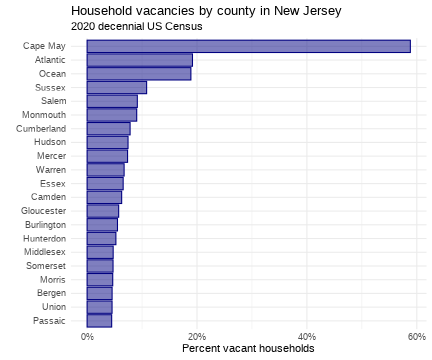 Household vacancies by county in New Jersey
2020 decennial US Census
Cape May
Atlantic
Ocean
Sussex
Salem
Monmouth
Cumberland
Hudson
Mercer
Warren
Essex
Camden
Gloucester
Burlington
Hunterdon
Middlesex
Somerset
Morris
Bergen
Union
Passaic
0% 20% 40% 60%
Percent vacant households